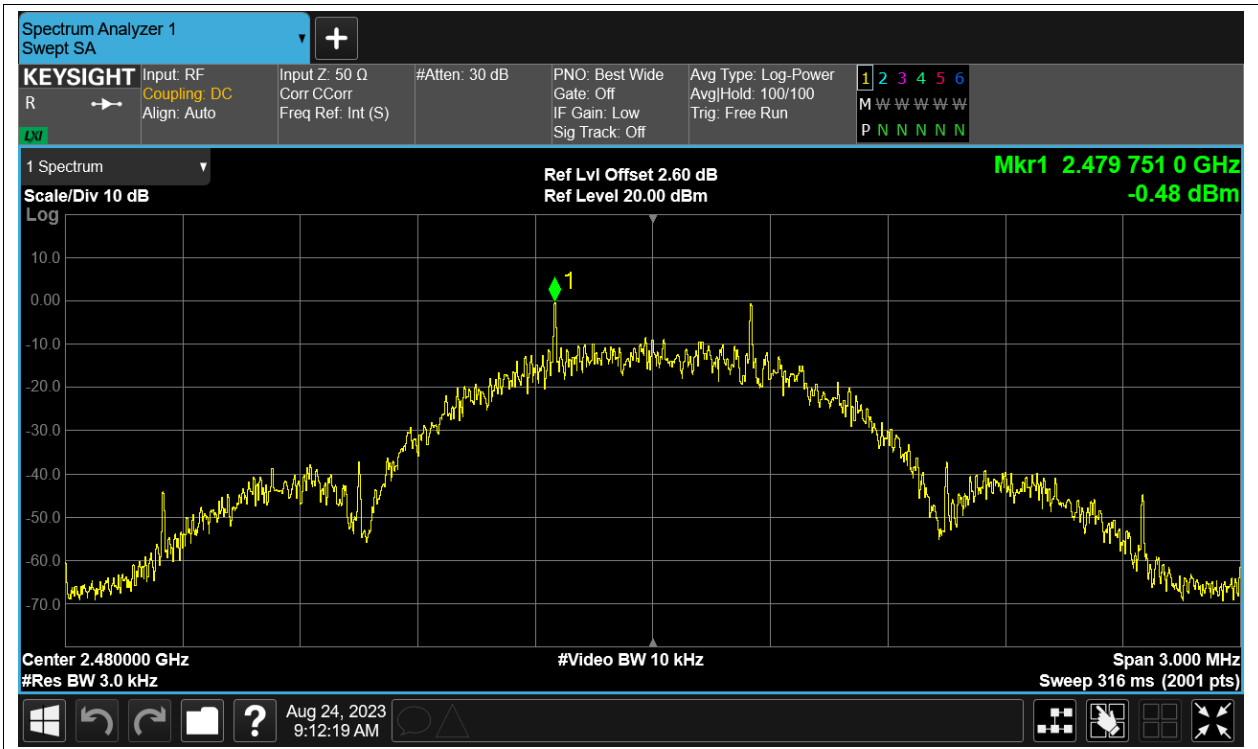 Spectrum Analyzer 1
Swept SA
KEYSIGHT
R
LXI
Input: RF
Coupling: DC
Align: Auto
Input Z: 50 Ω
Corr CCorr
Freq Ref: Int (S)
#Atten: 30 dB
PNO: Best Wide
Gate: Off
IF Gain: Low
Sig Track: Off
Avg Type: Log-Power
Avg|Hold: 100/100
Trig: Free Run
1 2 3 4 5 6
M W W W W W
P N N N N N
1 Spectrum
Scale/Div 10 dB
Log
Ref Lvl Offset 2.60 dB
Ref Level 20.00 dBm
Mkr1 2.479 751 0 GHz
-0.48 dBm
1
10.0
0.00
-10.0
-20.0
-30.0
-40.0
-50.0
-60.0
-70.0
Center 2.480000 GHz
#Res BW 3.0 kHz
#Video BW 10 kHz
Span 3.000 MHz
Sweep 316 ms (2001 pts)
?
Aug 24, 2023
9:12:19 AM